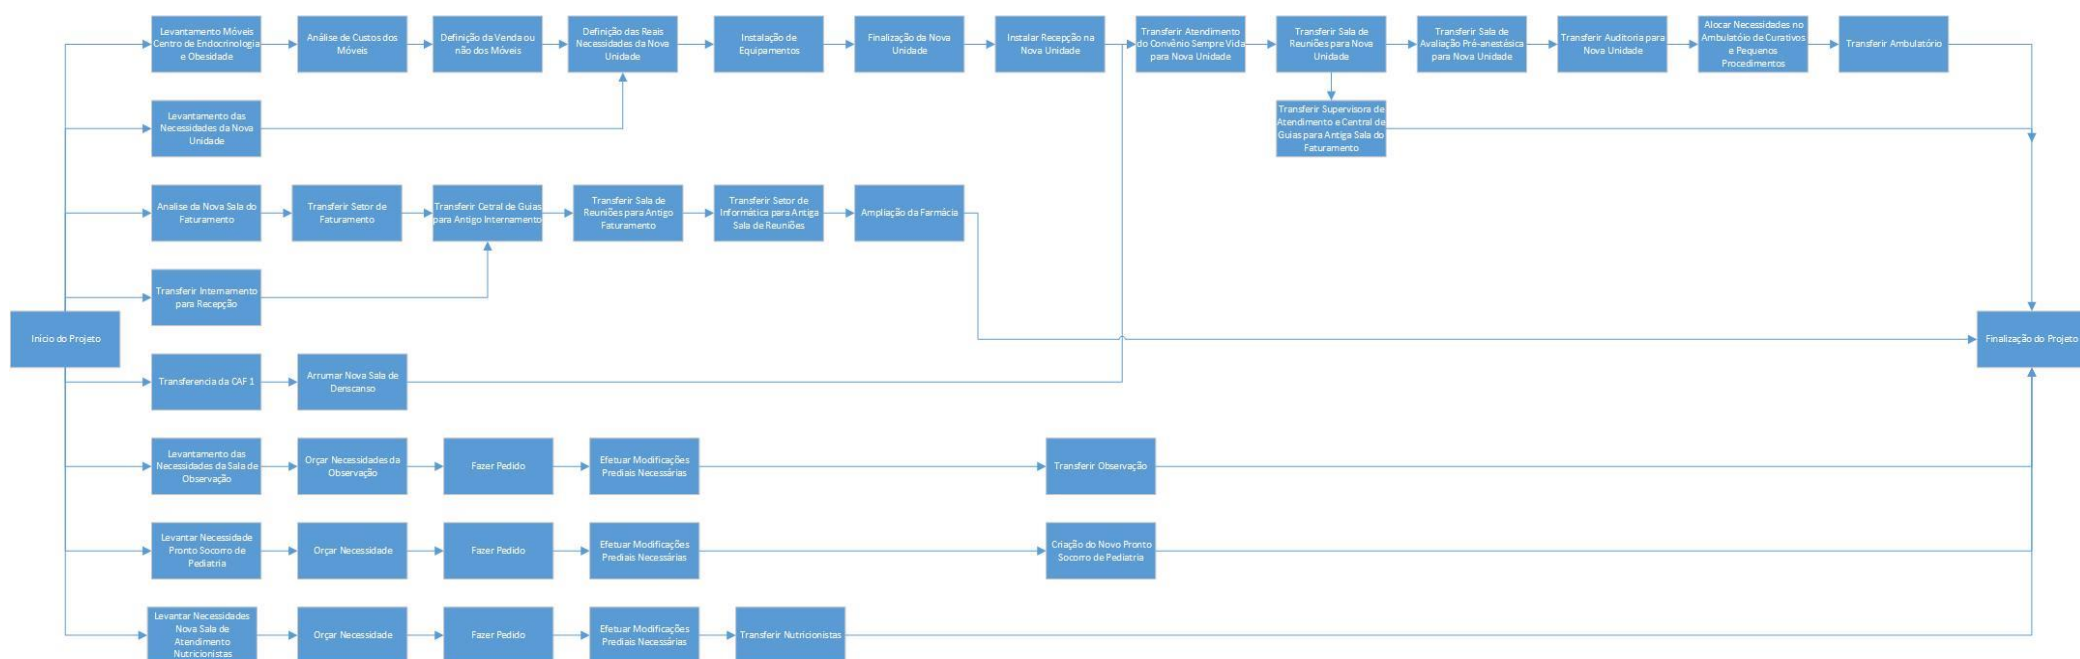 Levantamento Móveis
Centro de Endocrinologia
e Obesidade
Análise de Custos dos
Móveis
Definição da Venda ou
não dos Móveis
Definição das Reais
Necessidades da Nova
Unidade
Instalação de
Equipamentos
Finalização da Nova
Unidade
Instalar Recepção na
Nova Unidade
Transferir Atendimento
do Convênio Sempre Vida
para Nova Unidade
Transferir Sala de
Reuniões para Nova
Unidade
Transferir Sala de
Avaliação Pré-anestésica
para Nova Unidade
Transferir Auditoria para
Nova Unidade
Alocar Necessidades no
Ambulatóio de Curativos
e Pequenos
Procedimentos
Transferir Ambulatório
Levantamento das
Necessidades da Nova
Unidade
Transferir Supervisora de
Atendimento e Central de
Guias para Antiga Sala do
Faturamento
Analise da Nova Sala do
Faturamento
Transferir Setor de
Faturamento
Transferir Cetral de Guias
para Antigo Internamento
Transferir Sala de
Reuniões para Antigo
Faturamento
Transferir Setor de
Informática para Antiga
Sala de Reuniões
Ampliação da Farmácia
Transferir Internamento
para Recepção
Início do Projeto
Finalização do Projeto
Transferencia da CAF 1
Arrumar Nova Sala de
Denscanso
Levantamento das
Necessidades da Sala de
Observação
Orçar Necessidades da
Observação
Fazer Pedido
Efetuar Modificações
Prediais Necessárias
Transferir Observação
Levantar Necessidade
Pronto Socorro de
Pediatria
Orçar Necessidade
Fazer Pedido
Efetuar Modificações
Prediais Necessárias
Criação do Novo Pronto
Socorro de Pediatria
Levantar Necessidades
Nova Sala de
Atendimento
Nutricionistas
Orçar Necessidade
Fazer Pedido
Efetuar Modificações
Prediais Necessárias
Transferir Nutricionistas